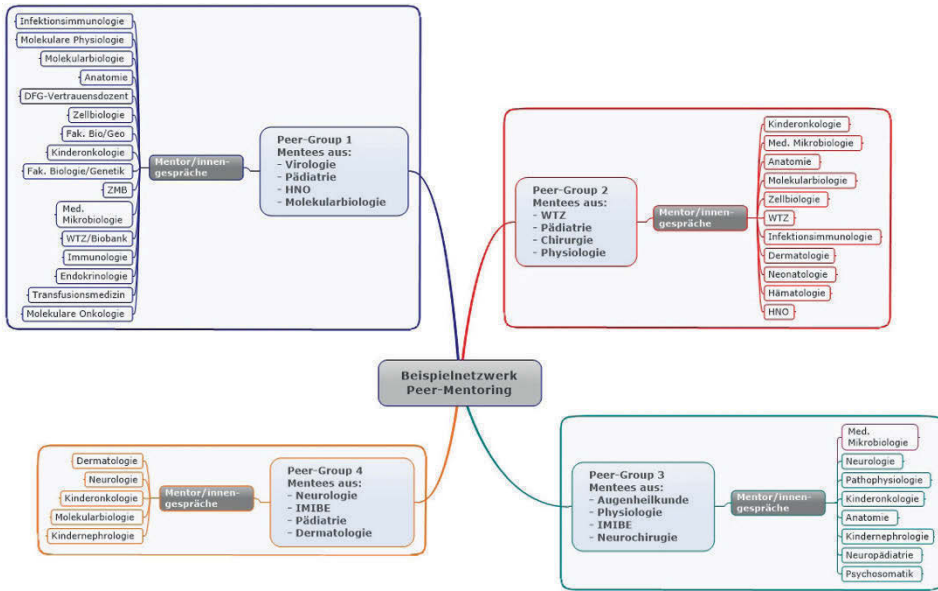 Infektionsimmunologie
Molekulare Physiologie
Molekularbiologie
Anatomie
DFG-Vertrauensdozent
Zellbiologie
Fak. Bio/Geo
Kinderonkologie
Fak. Biologie/Genetik
ZMB
Med.
Mikrobiologie
WTZ/Biobank
Immunologie
Endokrinologie
Transfusionsmedizin
Molekulare Onkologie
Mentor/innen-
gespräche
Peer-Group 1
Mentees aus:
- Virologie
- Pädiatrie
- HNO
- Molekularbiologie
Peer-Group 2
Mentees aus:
- WTZ
- Pädiatrie
- Chirurgie
- Physiologie
Mentor/innen-
gespräche
Kinderonkologie
Med. Mikrobiologie
Anatomie
Molekularbiologie
Zellbiologie
WTZ
Infektionsimmunologie
Dermatologie
Neonatologie
Hämatologie
HNO
Beispielnetzwerk
Peer-Mentoring
Dermatologie
Neurologie
Kinderonkologie
Molekularbiologie
Kindernephrologie
Mentor/innen-
gespräche
Peer-Group 4
Mentees aus:
- Neurologie
- IMIBE
- Pädiatrie
- Dermatologie
Peer-Group 3
Mentees aus:
- Augenheilkunde
- Physiologie
- IMIBE
- Neurochirugie
Mentor/innen-
gespräche
Med.
Mikrobiologie
Neurologie
Pathophysiologie
Kinderonkologie
Anatomie
Kindernephrologie
Neuropädiatrie
Psychosomatik